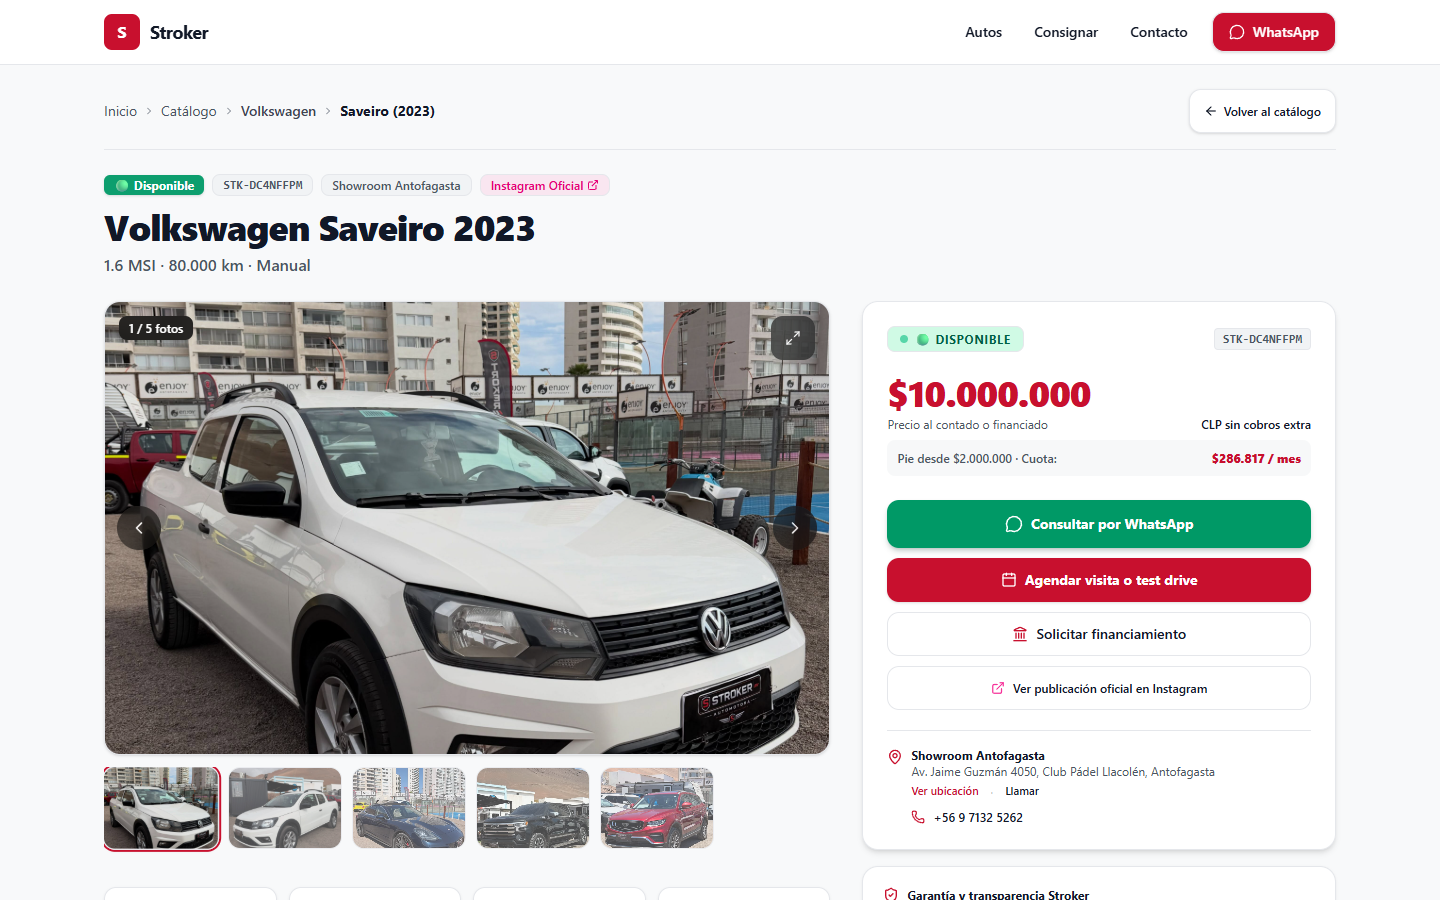 S Stroker
Autos Consignar Contacto WhatsApp
Inicio > Catálogo > Volkswagen > Saveiro (2023)
Volver al catálogo
Disponible STK-DC4NFFPM Showroom Antofagasta Instagram Oficial
Volkswagen Saveiro 2023
1.6 MSI · 80.000 km · Manual
1 / 5 fotos
enjoy
STROKER
AUTOMOTORA
DISPONIBLE STK-DC4NFFPM
$10.000.000
Precio al contado o financiado CLP sin cobros extra
Pie desde $2.000.000 · Cuota: $286.817 / mes
Consultar por WhatsApp
Agendar visita o test drive
Solicitar financiamiento
Ver publicación oficial en Instagram
Showroom Antofagasta
Av. Jaime Guzmán 4050, Club Pádel Llacolén, Antofagasta
Ver ubicación · Llamar
+56 9 7132 5262
Garantía y transparencia Stroker